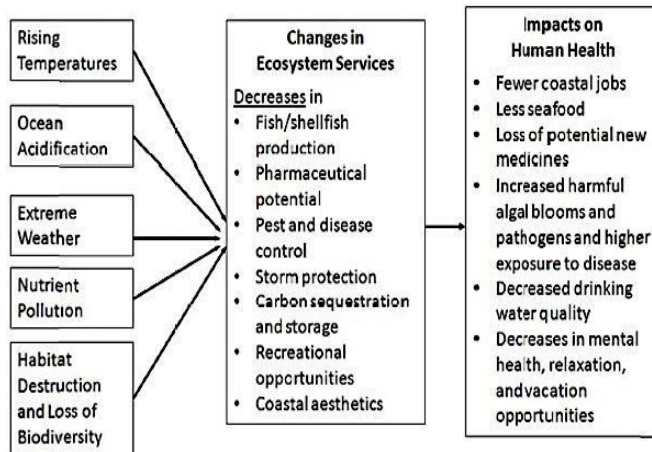 Rising
Temperatures
Ocean
Acidification
Extreme
Weather
Nutrient
Pollution
Habitat
Destruction
and Loss of
Biodiversity
Changes in
Ecosystem Services
Decreases in
• Fish/shellfish
production
• Pharmaceutical
potential
• Pest and disease
control
• Storm protection
• Carbon sequestration
and storage
• Recreational
opportunities
• Coastal aesthetics
Impacts on
Human Health
• Fewer coastal jobs
• Less seafood
• Loss of potential new
medicines
• Increased harmful
algal blooms and
pathogens and higher
exposure to disease
• Decreased drinking
water quality
• Decreases in mental
health, relaxation,
and vacation
opportunities